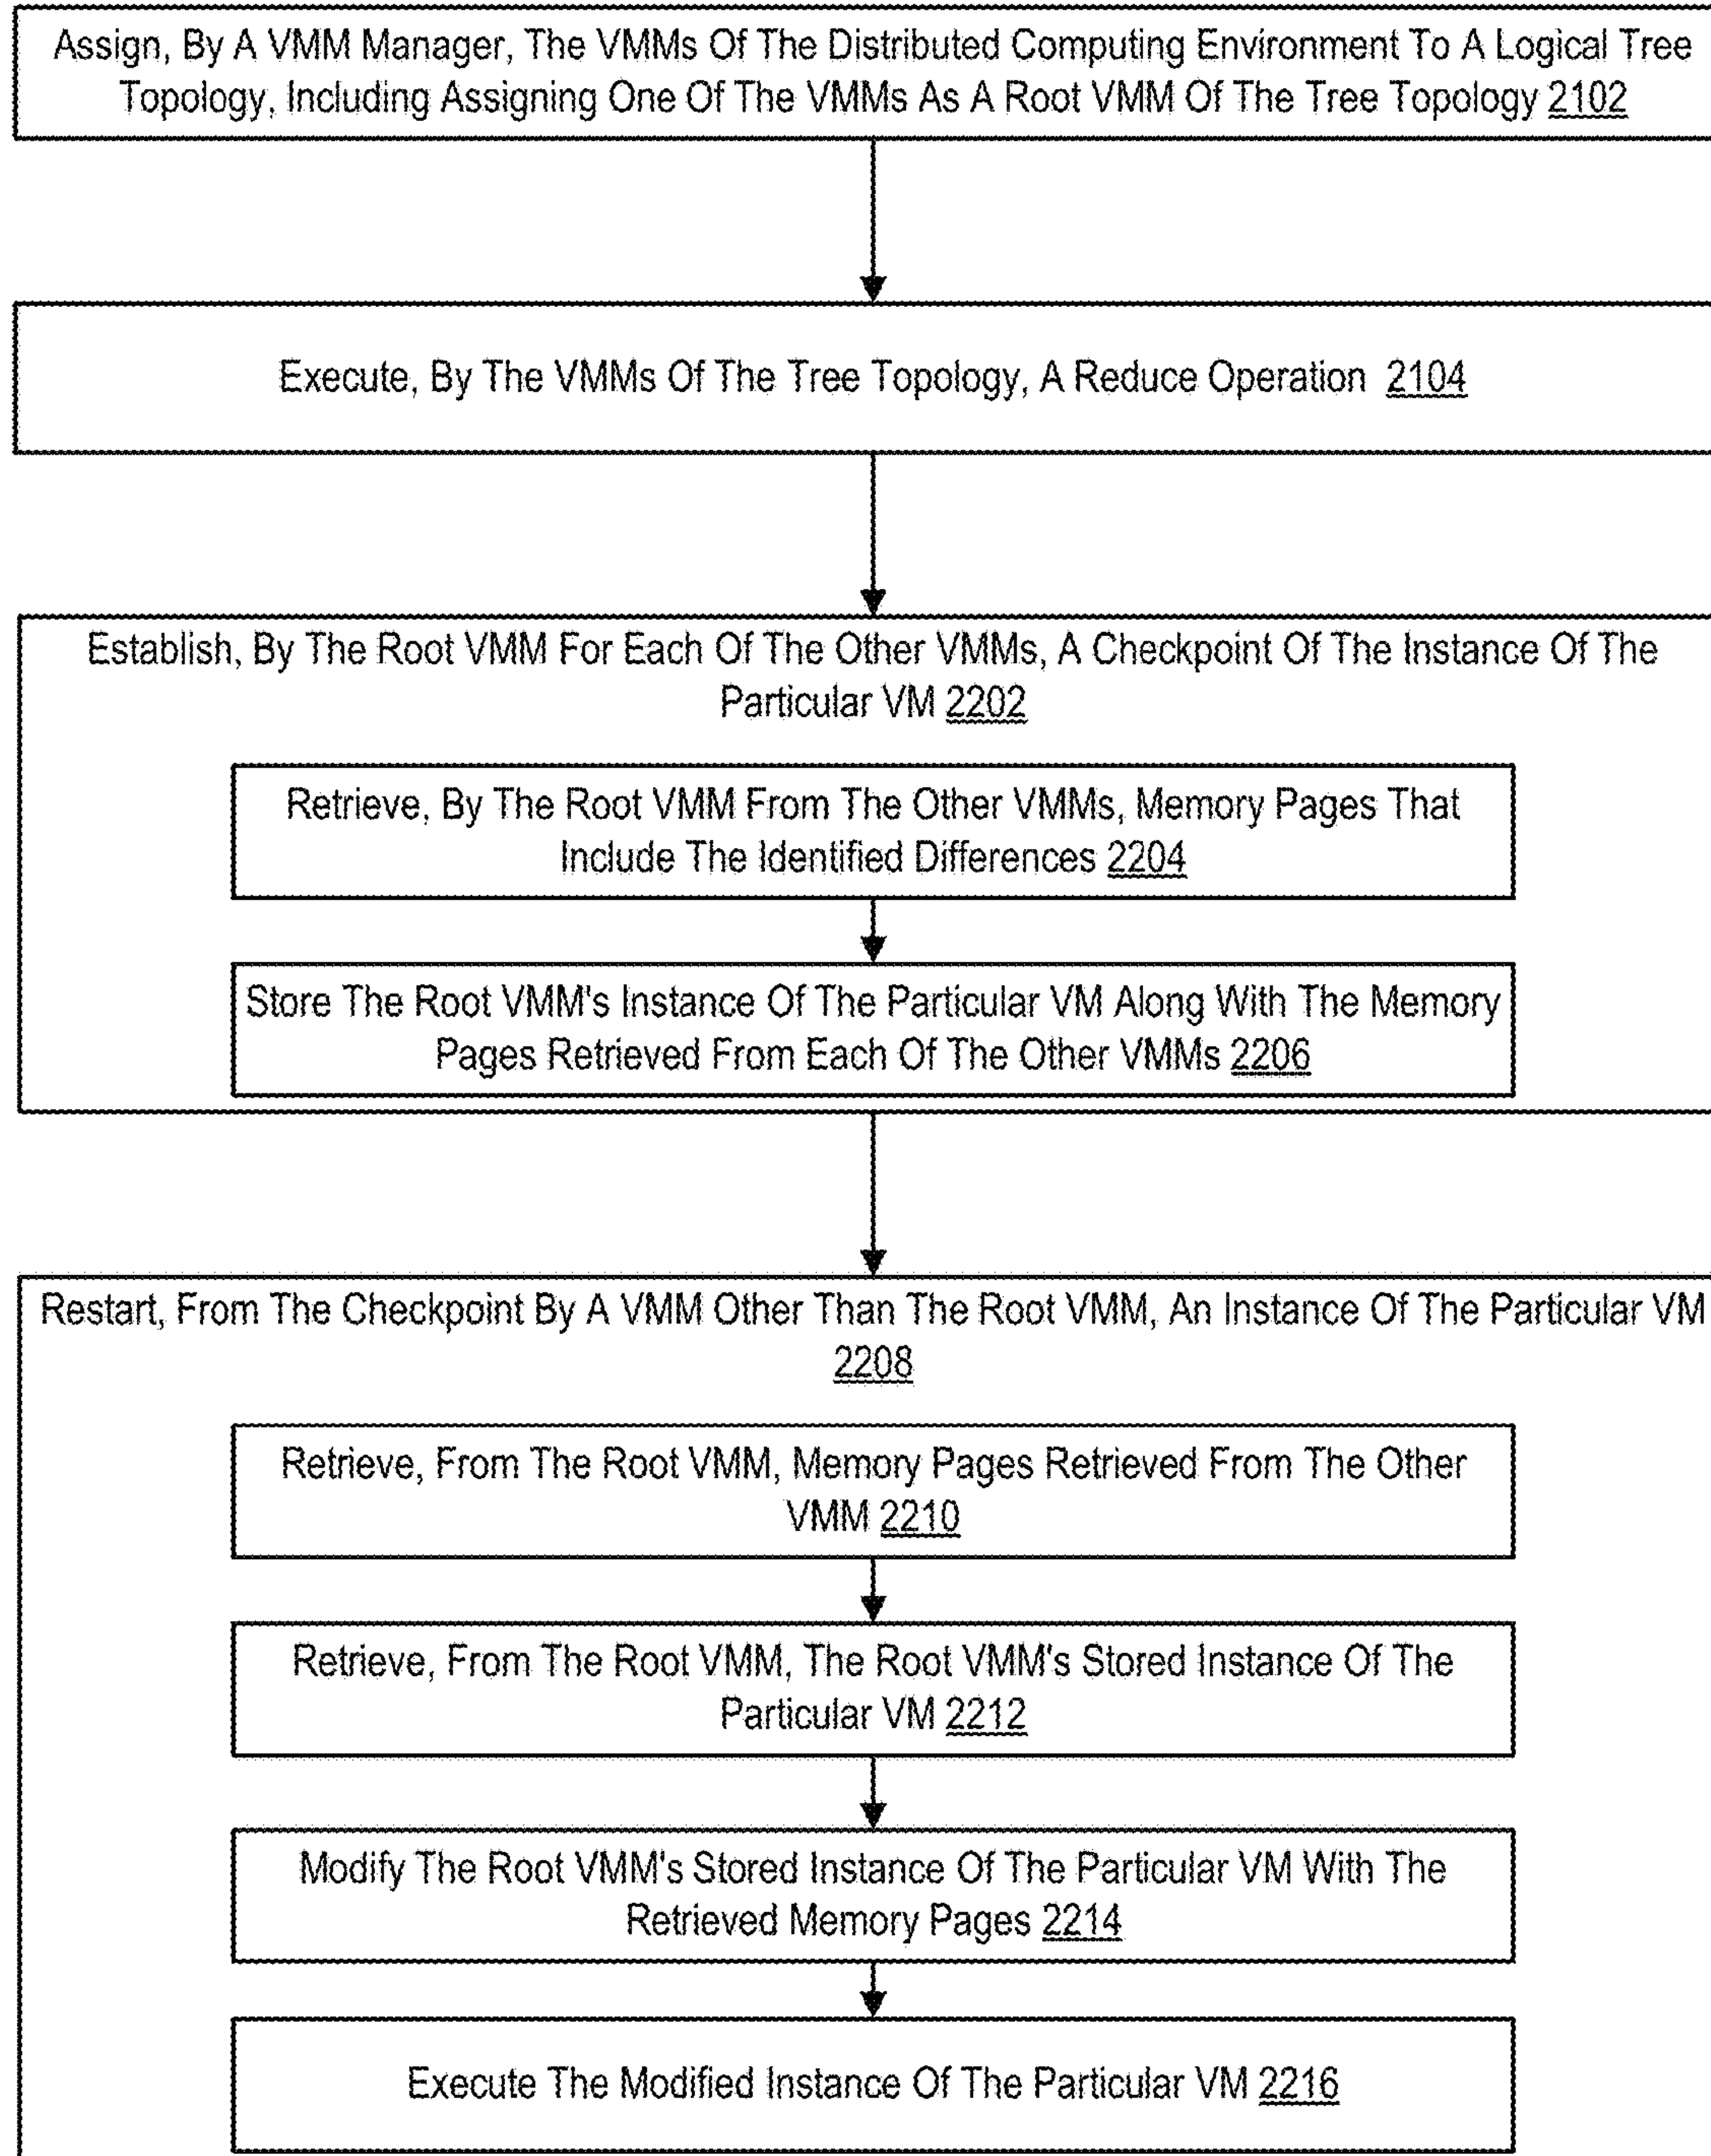 Assign, By A VMM Manager, The VMMs Of The Distributed Computing Environment To A Logical Tree
Topology, Including Assigning One Of The VMMs As A Root VMM Of The Tree Topology 2102
Execute, By The VMMs Of The Tree Topology, A Reduce Operation 2104
Establish, By The Root VMM For Each Of The Other VMMs, A Checkpoint Of The Instance Of The
Particular VM 2202
Retrieve, By The Root VMM From The Other VMMs, Memory Pages That
Include The Identified Differences 2204
Store The Root VMM's Instance Of The Particular VM Along With The Memory
Pages Retrieved From Each Of The Other VMMs 2206
Restart, From The Checkpoint By A VMM Other Than The Root VMM, An Instance Of The Particular VM
2208
Retrieve, From The Root VMM, Memory Pages Retrieved From The Other
VMM 2210
Retrieve, From The Root VMM, The Root VMM's Stored Instance Of The
Particular VM 2212
Modify The Root VMM's Stored Instance Of The Particular VM With The
Retrieved Memory Pages 2214
Execute The Modified Instance Of The Particular VM 2216